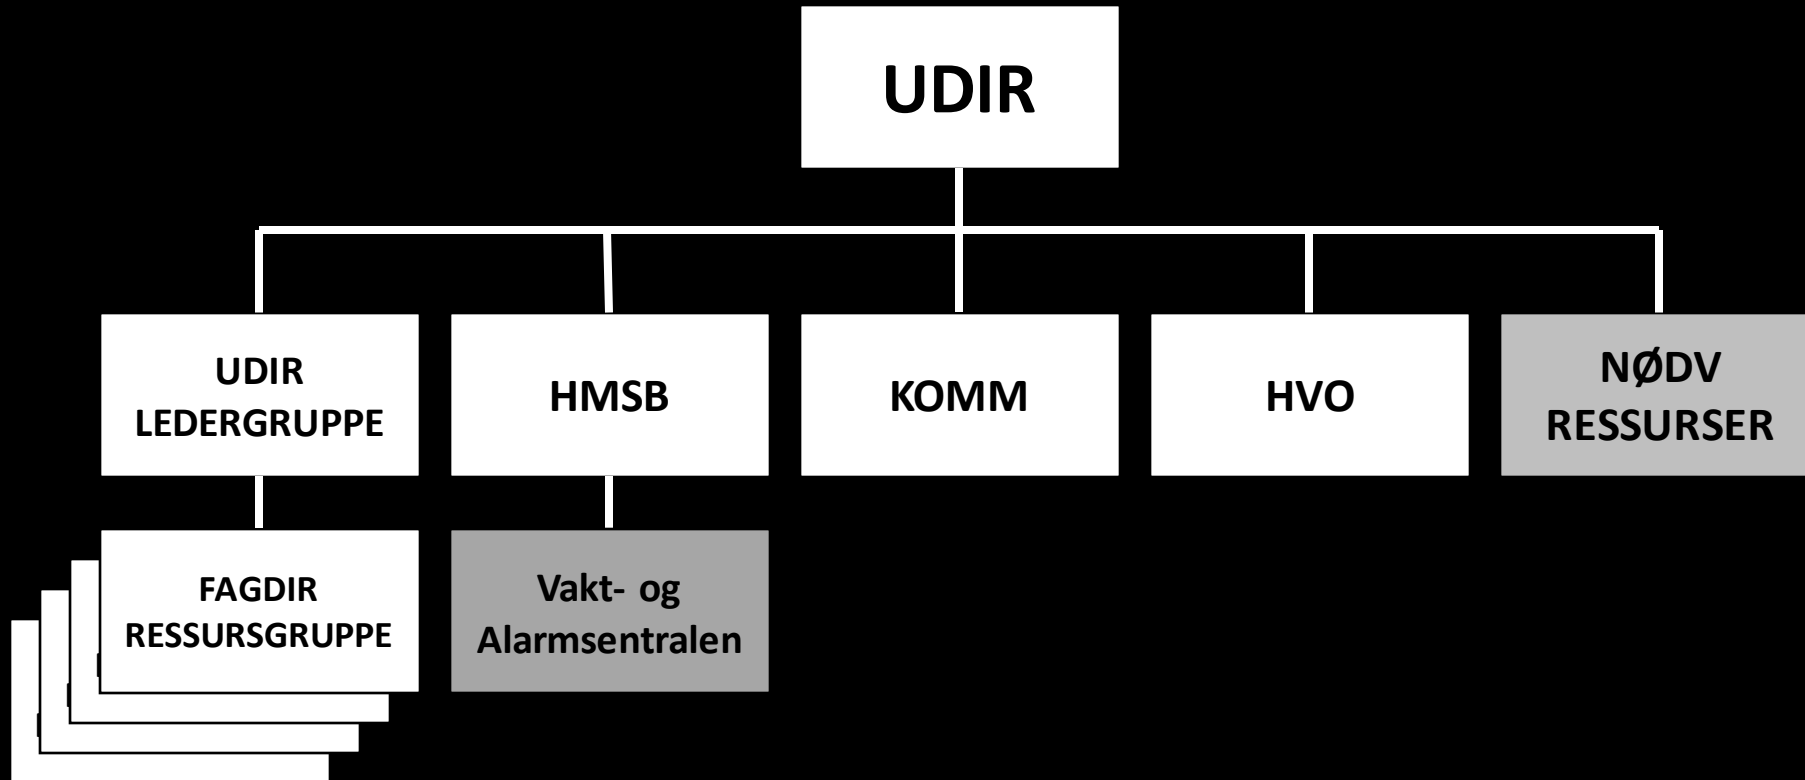 UDIR
UDIR
LEDERGRUPPE
HMSB
KOMM
HVO
NØDV
RESSURSER
FAGDIR
RESSURSGRUPPE
Vakt- og
Alarmsentralen